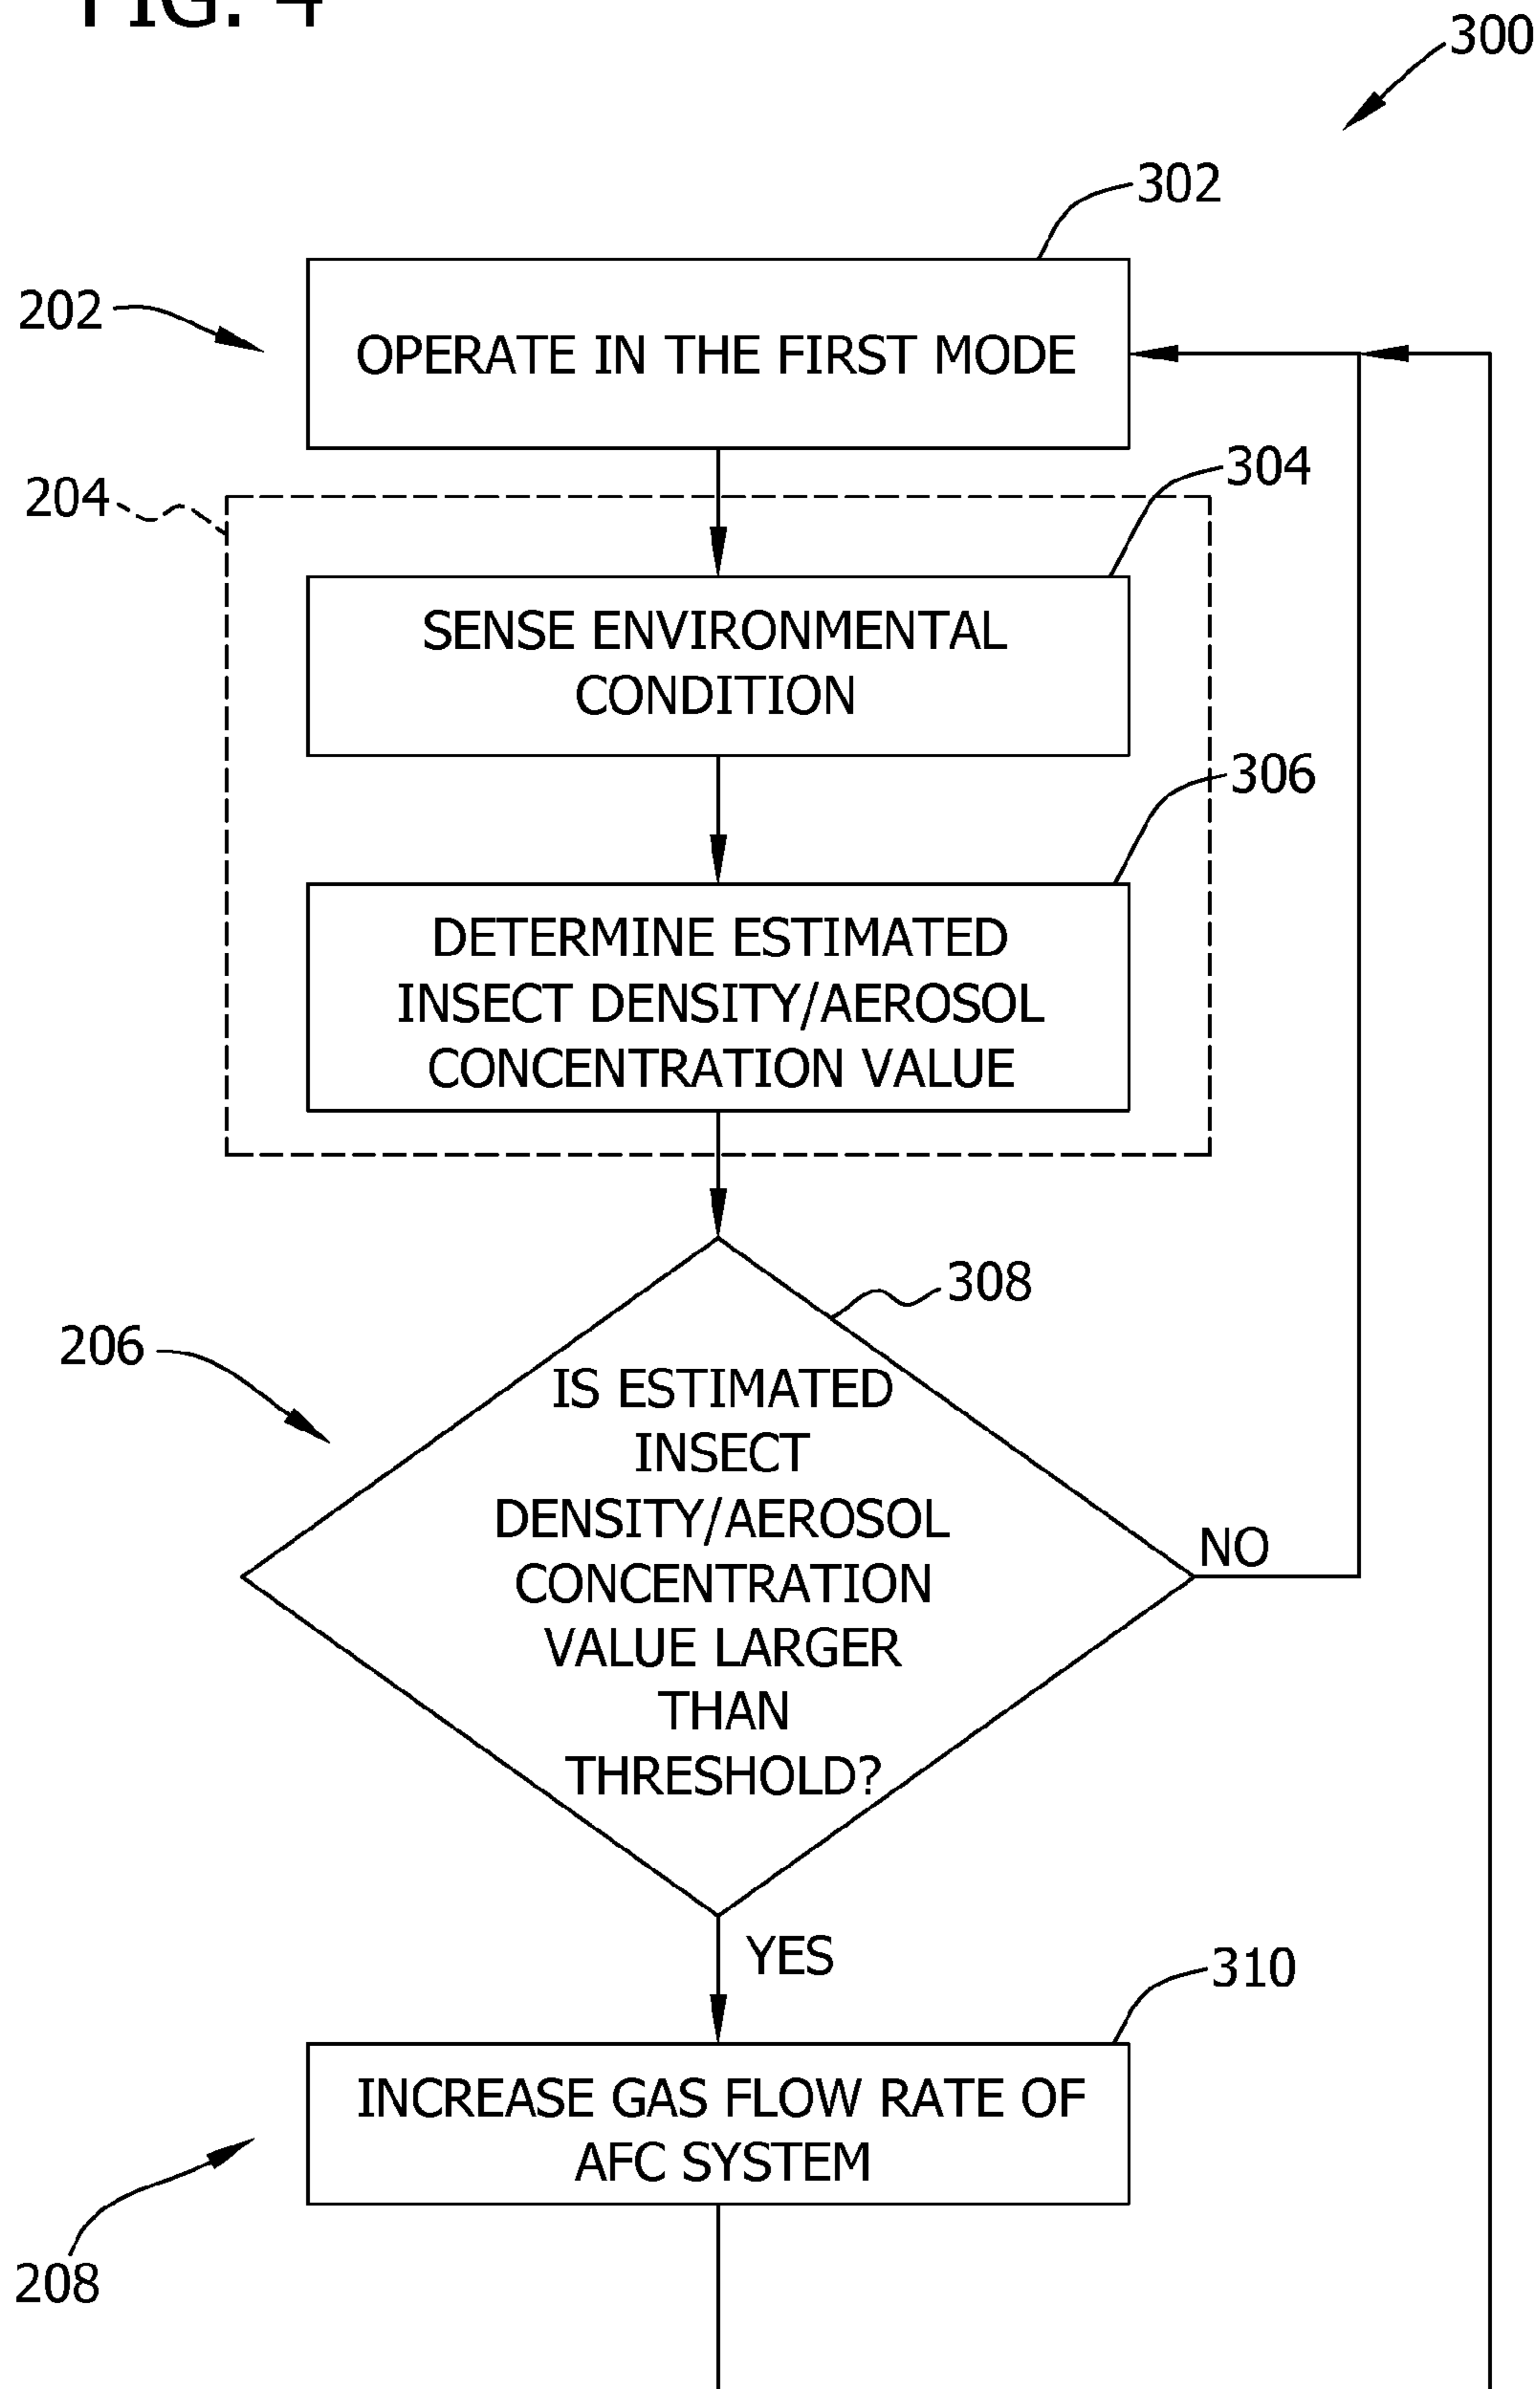 FIG. 4
300
302
202
OPERATE IN THE FIRST MODE
304
204
SENSE ENVIRONMENTAL
CONDITION
306
DETERMINE ESTIMATED
INSECT DENSITY/AEROSOL
CONCENTRATION VALUE
308
206
IS ESTIMATED
INSECT
DENSITY/AEROSOL
CONCENTRATION
VALUE LARGER
THAN
THRESHOLD?
NO
YES
310
INCREASE GAS FLOW RATE OF
AFC SYSTEM
208